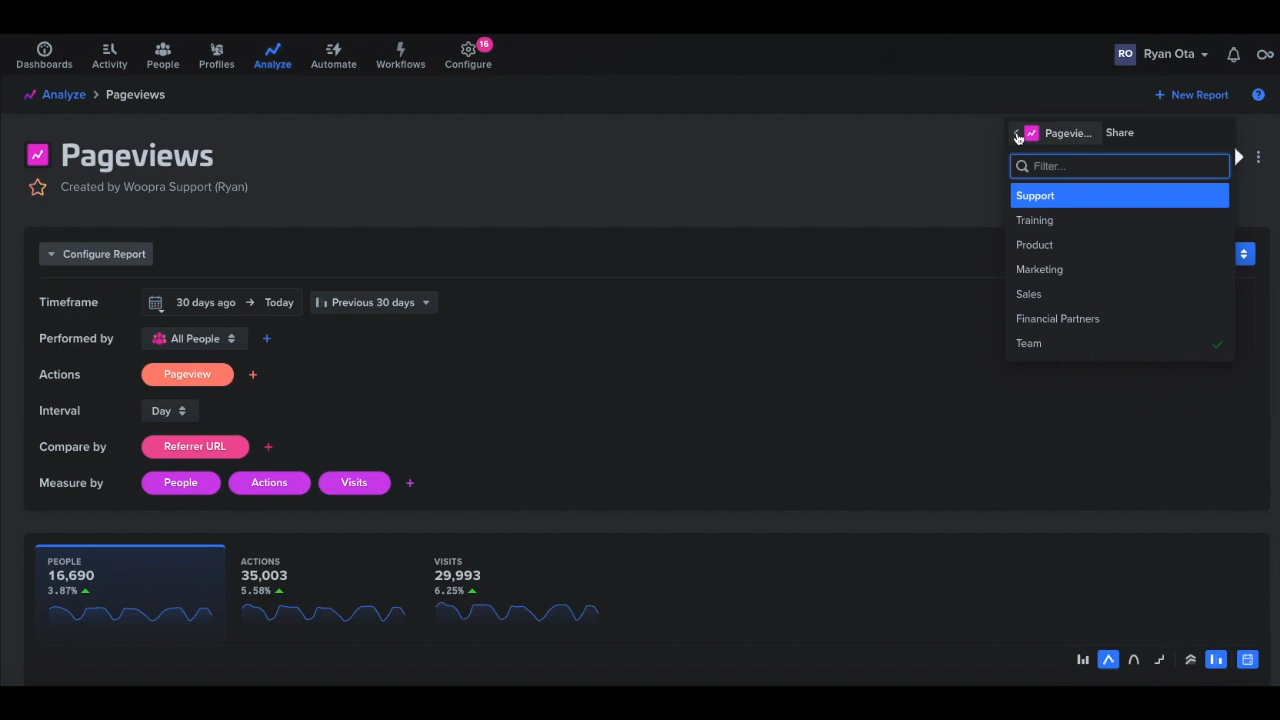 16
Dashboards Activity People Profiles Analyze Automate Workflows Configure
RO Ryan Ota
Analyze > Pageviews
+ New Report ?
Pagevie... Share
Pageviews
Filter...
Created by Woopra Support (Ryan)
Support
Training
Product
Marketing
Sales
Financial Partners
Team
Configure Report
Timeframe 30 days ago → Today Previous 30 days
Performed by All People +
Actions Pageview +
Interval Day
Compare by Referrer URL +
Measure by People Actions Visits +
PEOPLE ACTIONS VISITS
16,690 35,003 29,993
3.87% 5.58% 6.25%